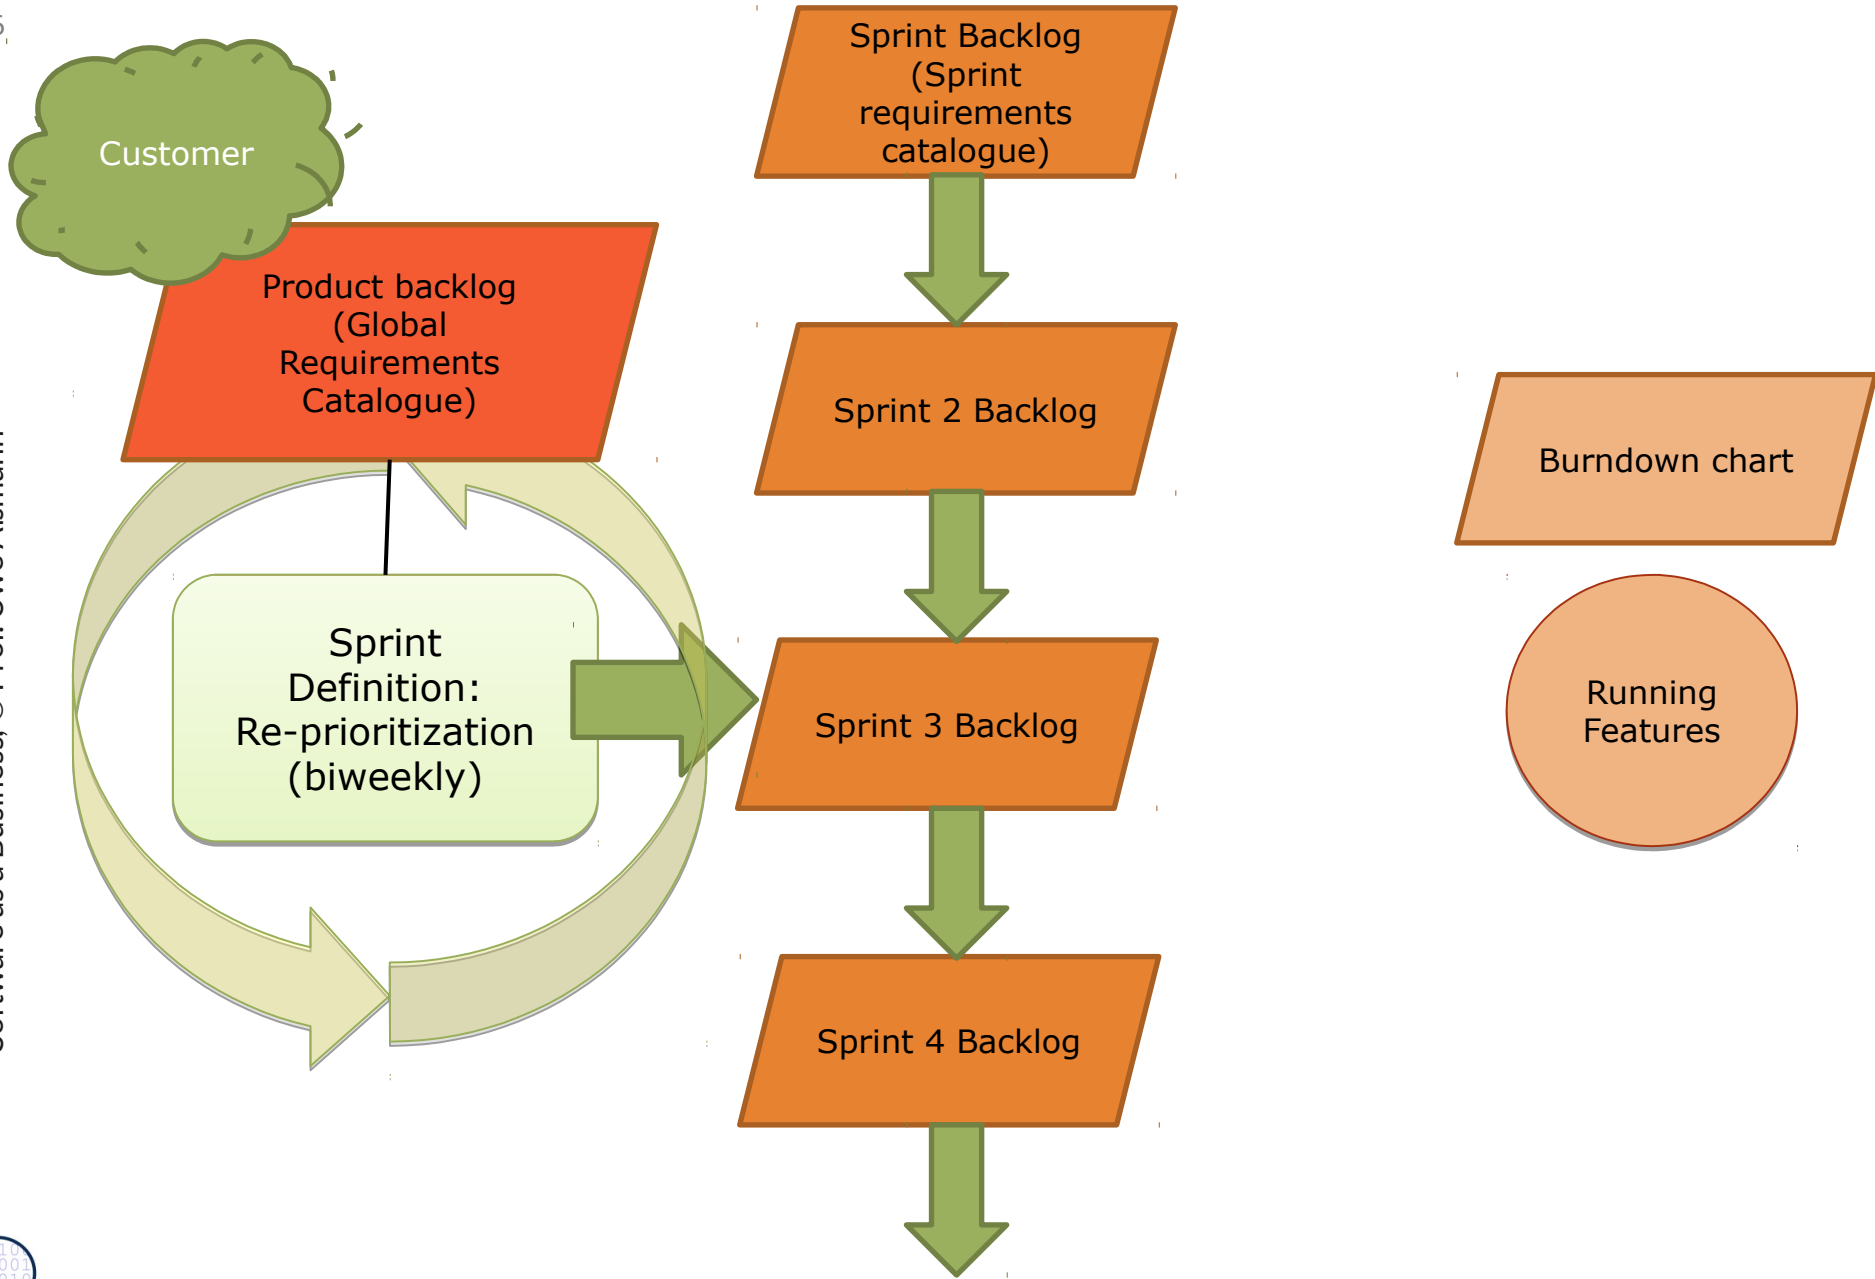 Customer
Product backlog
(Global
Requirements
Catalogue)
Sprint
Definition:
Re-prioritization
(biweekly)
Sprint Backlog
(Sprint
requirements
catalogue)
Sprint 2 Backlog
Sprint 3 Backlog
Sprint 4 Backlog
Burndown chart
Running
Features